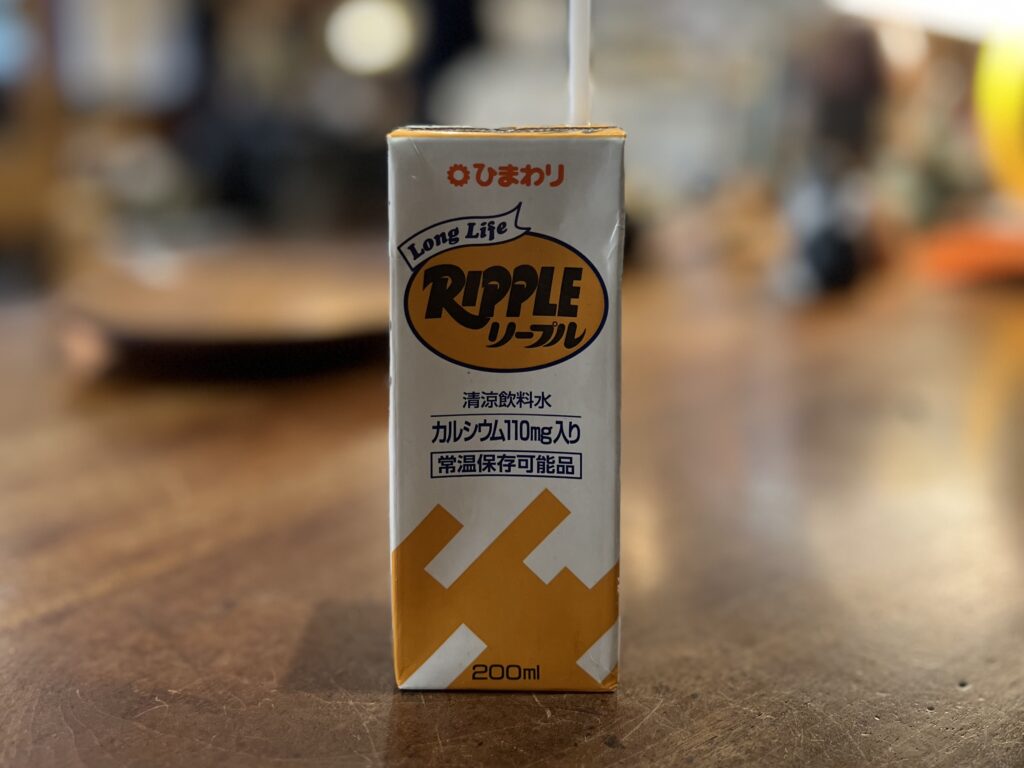 ひまわり
Long Life
RIPPLE
リープル
清涼飲料水
カルシウム110mg入り
常温保存可能品
200ml